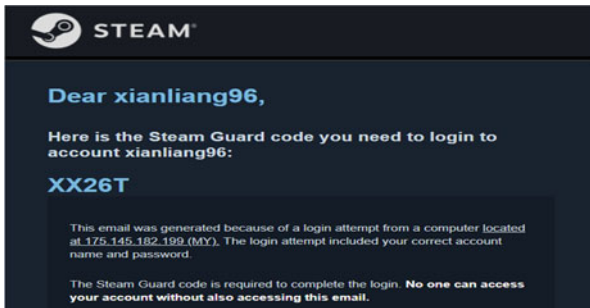 STEAM®
Dear xianliang96,
Here is the Steam Guard code you need to login to
account xianliang96:
XX26T
This email was generated because of a login attempt from a computer located
at 175.145.182.199 (MY). The login attempt included your correct account
name and password.
The Steam Guard code is required to complete the login. No one can access
your account without also accessing this email.